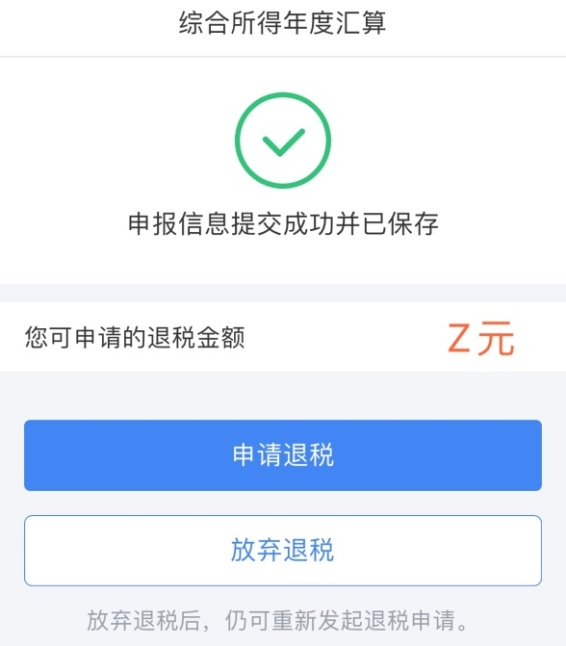 综合所得年度汇算
申报信息提交成功并已保存
您可申请的退税金额 Z元
申请退税
放弃退税
放弃退税后，仍可重新发起退税申请。